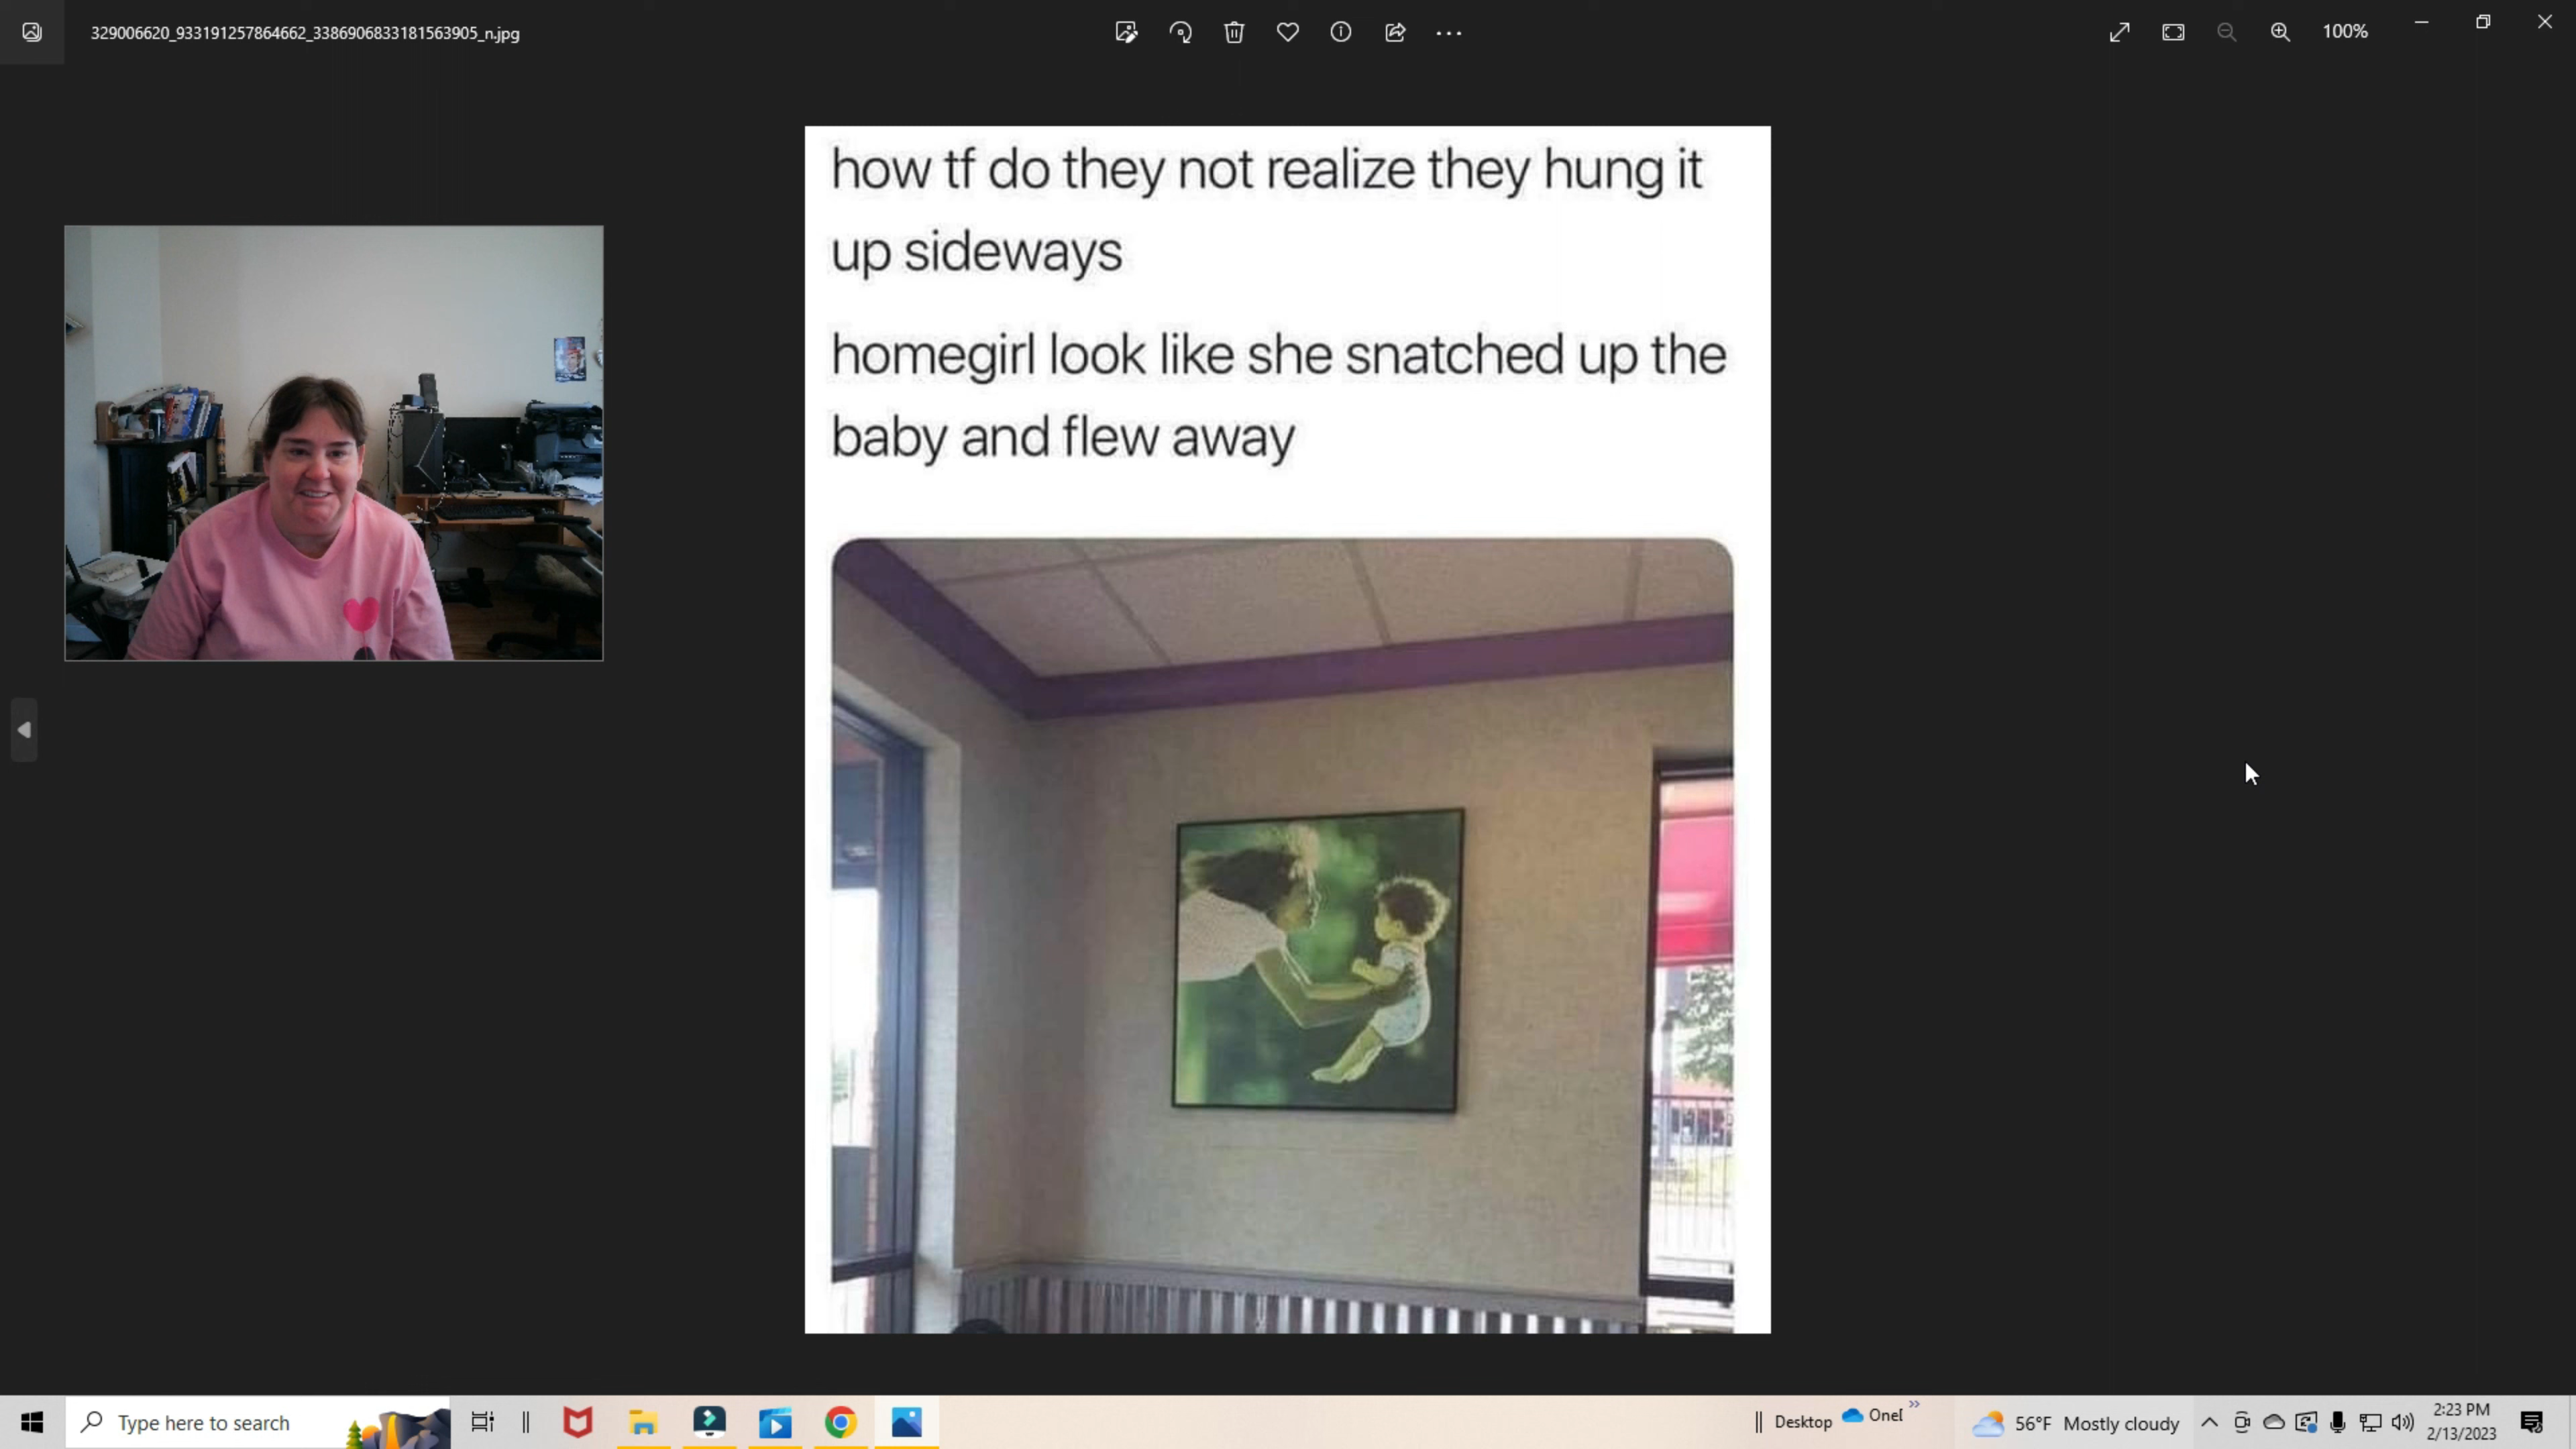 329006620_933191257864662_3386906833181563905_n.jpg
100%
how tf do they not realize they hung it
up sideways
homegirl look like she snatched up the
baby and flew away
Type here to search
Desktop
OneI
56°F Mostly cloudy
2:23 PM
2/13/2023